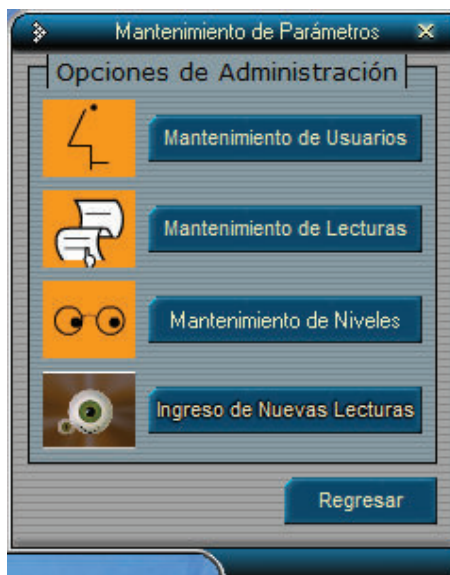 Mantenimiento de Parámetros
Opciones de Administración
Mantenimiento de Usuarios
Mantenimiento de Lecturas
Mantenimiento de Niveles
Ingreso de Nuevas Lecturas
Regresar